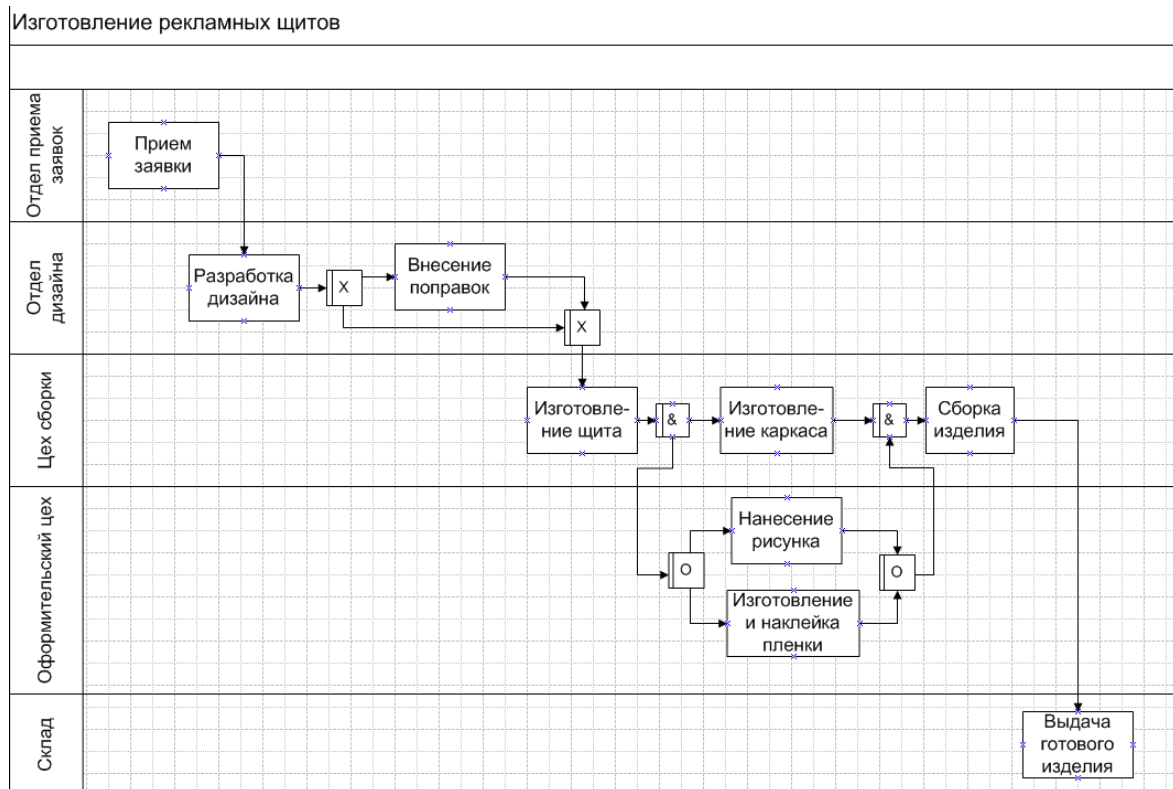 Изготовление рекламных щитов
Отдел приема
заявок
Прием
заявки
Отдел
дизайна
Разработка
дизайна
X
Внесение
поправок
X
Цех сборки
Изготовле-
ние щита
&
Изготовле-
ние каркаса
&
Сборка
изделия
Оформительский цех
O
Нанесение
рисунка
Изготовление
и наклейка
пленки
O
Склад
Выдача
готового
изделия